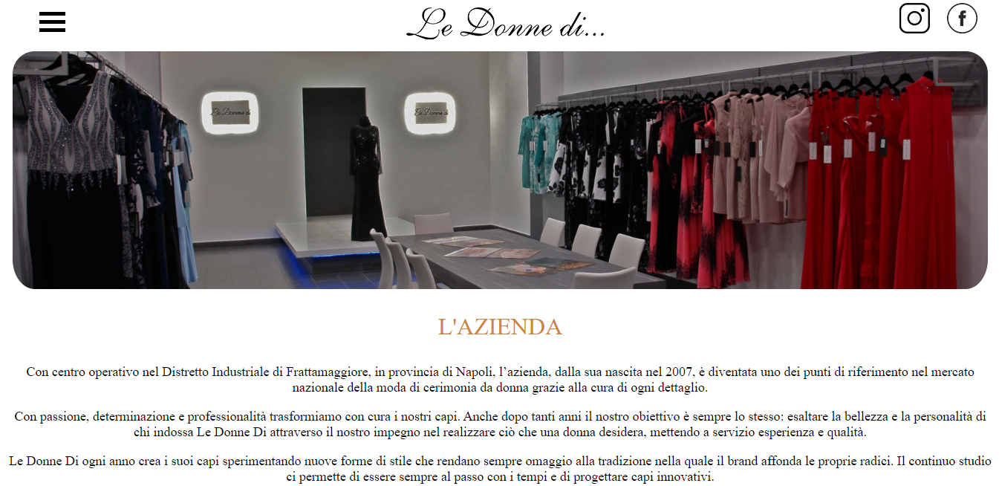 Le Donne di...
Le Donne di
Le Donne di
L'AZIENDA
Con centro operativo nel Distretto Industriale di Frattamaggiore, in provincia di Napoli, l’azienda, dalla sua nascita nel 2007, è diventata uno dei punti di riferimento nel mercato
nazionale della moda di cerimonia da donna grazie alla cura di ogni dettaglio.
Con passione, determinazione e professionalità trasformiamo con cura i nostri capi. Anche dopo tanti anni il nostro obiettivo è sempre lo stesso: esaltare la bellezza e la personalità di
chi indossa Le Donne Di attraverso il nostro impegno nel realizzare ciò che una donna desidera, mettendo a servizio esperienza e qualità.
Le Donne Di ogni anno crea i suoi capi sperimentando nuove forme di stile che rendano sempre omaggio alla tradizione nella quale il brand affonda le proprie radici. Il continuo studio
ci permette di essere sempre al passo con i tempi e di progettare capi innovativi.